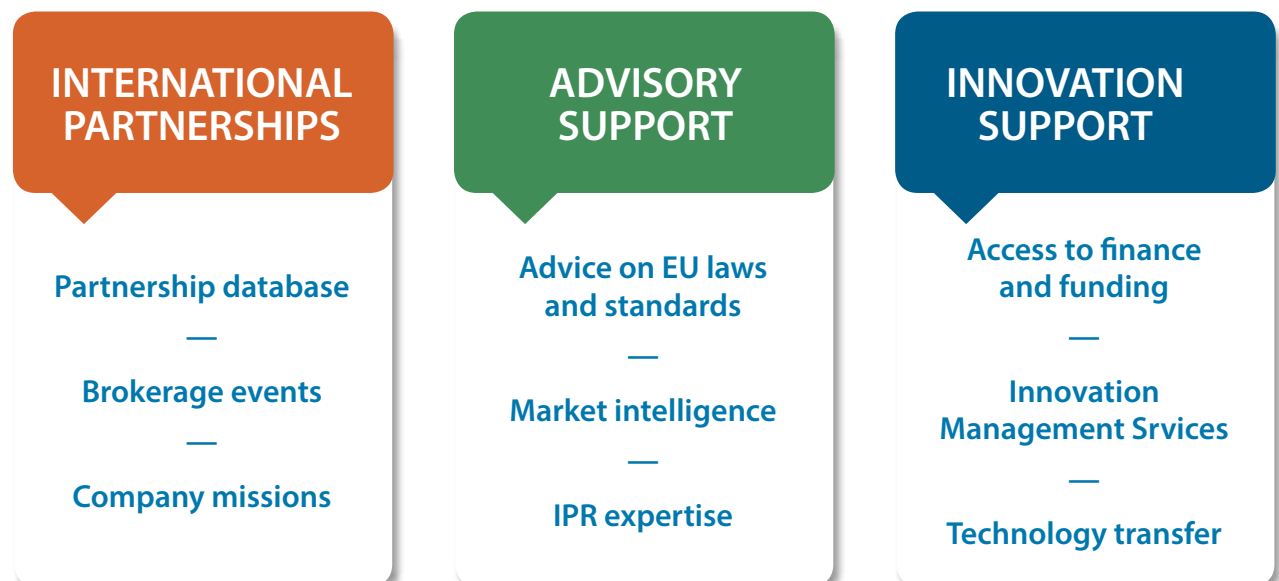 INTERNATIONAL
PARTNERSHIPS
Partnership database
—
Brokerage events
—
Company missions
ADVISORY
SUPPORT
Advice on EU laws
and standards
—
Market intelligence
—
IPR expertise
INNOVATION
SUPPORT
Access to finance
and funding
—
Innovation
Management Srvices
—
Technology transfer